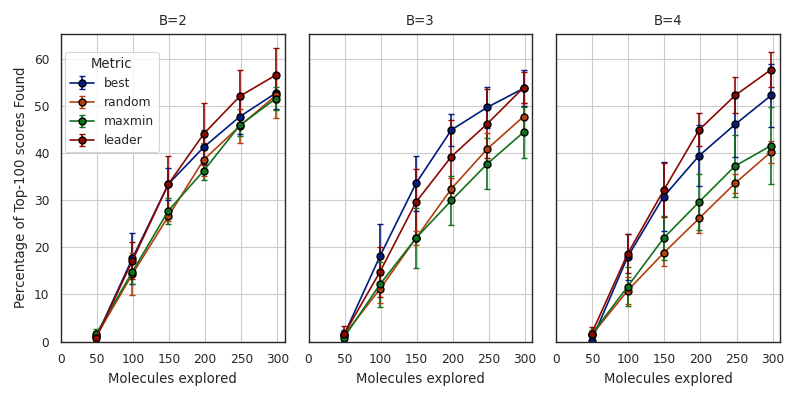 B=2
B=3
B=4
Percentage of Top-100 scores Found
60
50
40
30
20
10
0
Metric
best
random
maxmin
leader
0 50 100 150 200 250 300
0 50 100 150 200 250 300
0 50 100 150 200 250 300
Molecules explored
Molecules explored
Molecules explored